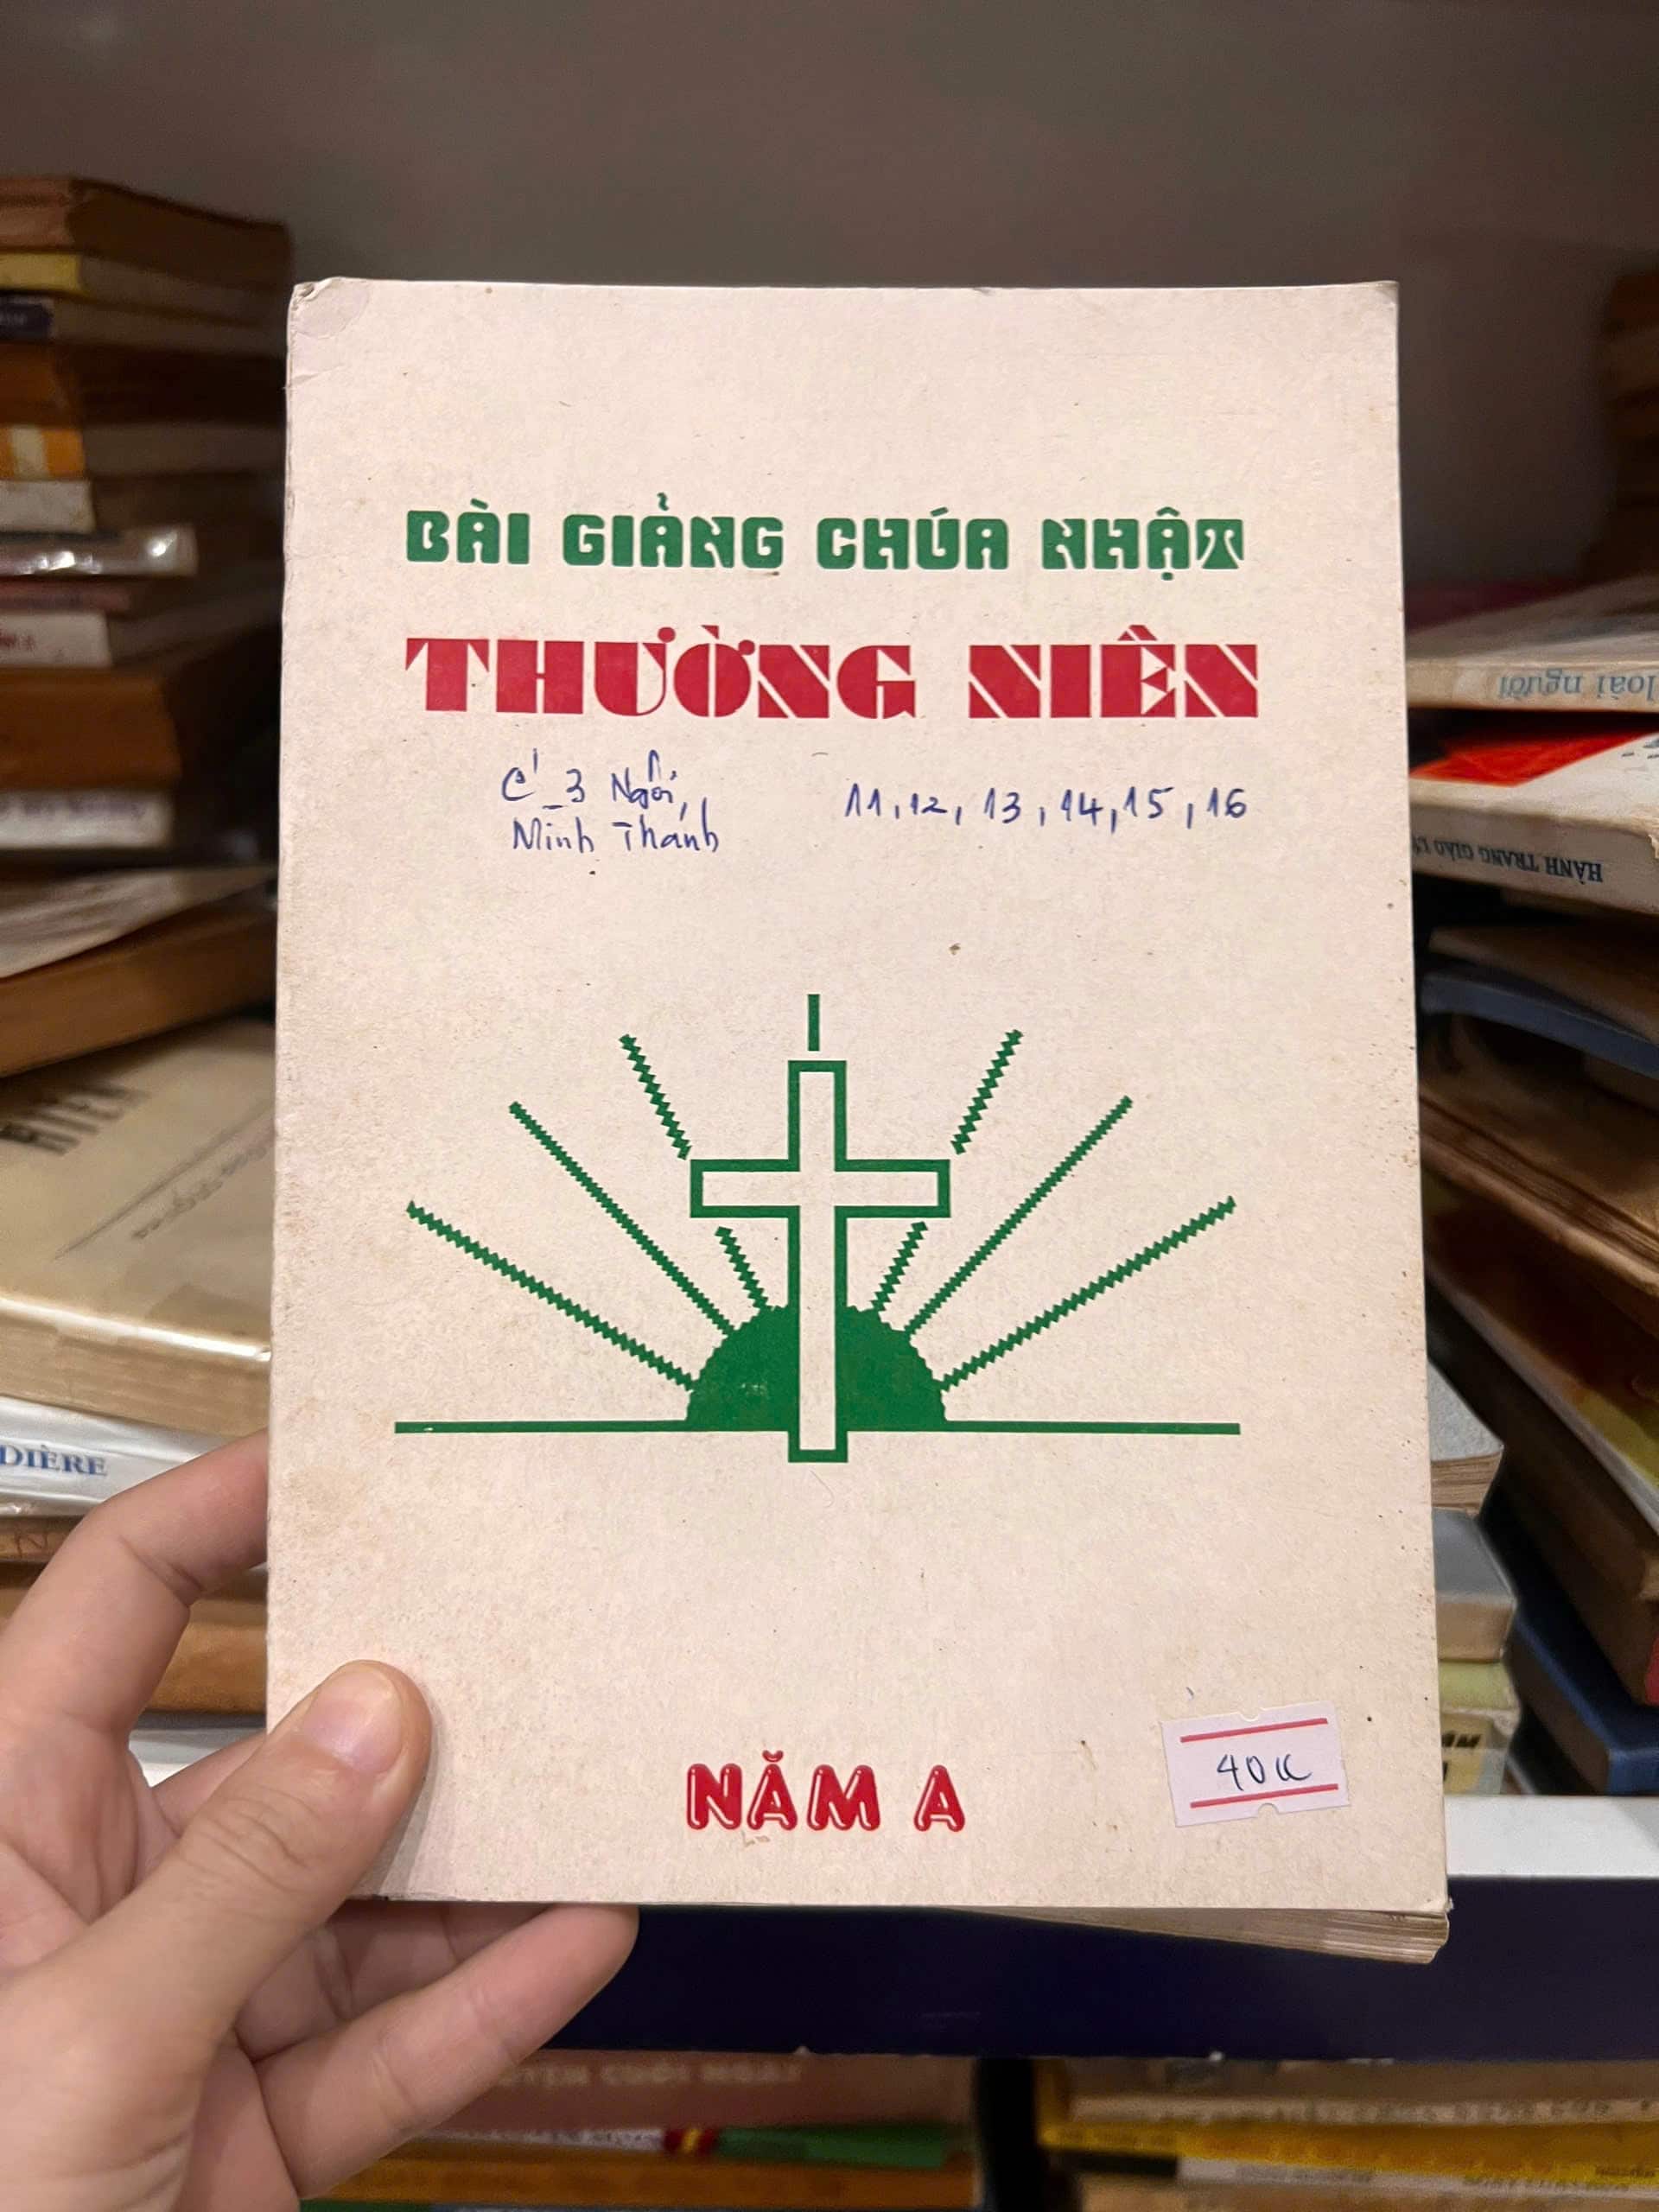 BÀI GIẢNG CHÚA NHẬT
THƯỜNG NIÊN
C 3 Ngôi, 11, 12, 13, 14, 15, 16
Mình Thánh
NĂM A
40K
loài người
HÀNH TRANG GIÁO LÝ
DIÈRE